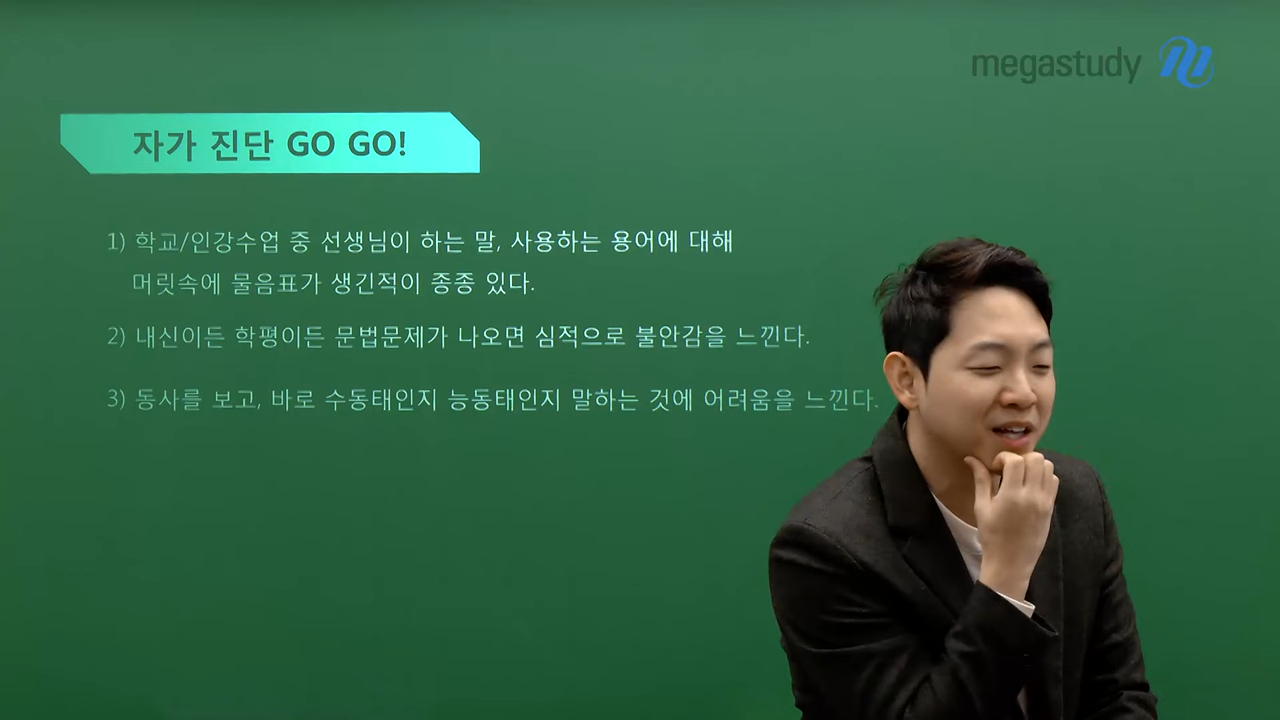 megastudy
자가 진단 GO GO!
1) 학교/인강수업 중 선생님이 하는 말, 사용하는 용어에 대해
머릿속에 물음표가 생긴적이 종종 있다.
2) 내신이든 학평이든 문법문제가 나오면 심적으로 불안감을 느낀다.
3) 동사를 보고, 바로 수동태인지 능동태인지 말하는 것에 어려움을 느낀다.